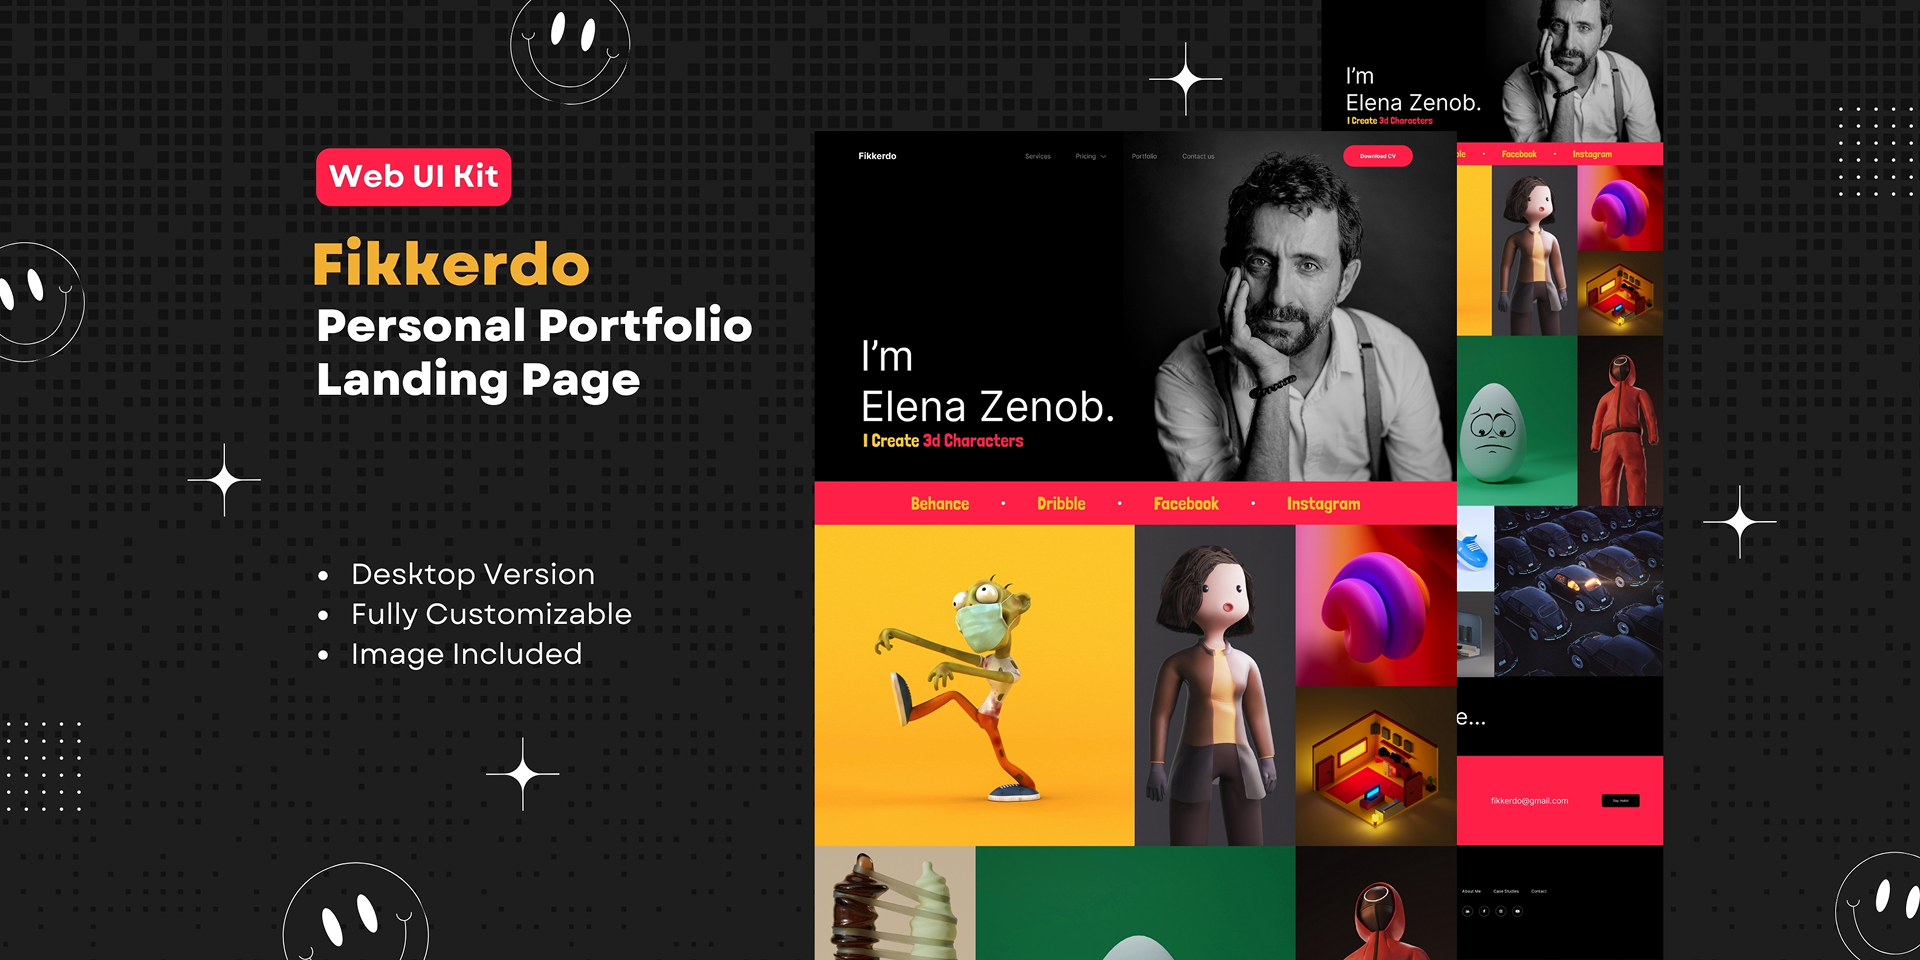 Web UI Kit
Fikkerdo
Personal Portfolio
Landing Page
Desktop Version
Fully Customizable
Image Included
Fikkerdo
Services
Pricing
Portfolio
Contact us
Download CV
I'm
Elena Zenob.
I Create 3d Characters
Behance • Dribble • Facebook • Instagram
I'm
Elena Zenob.
I Create 3d Characters
ble • Facebook • Instagram
e...
fikkerdo@gmail.com
About Me
Case Studies
Contact